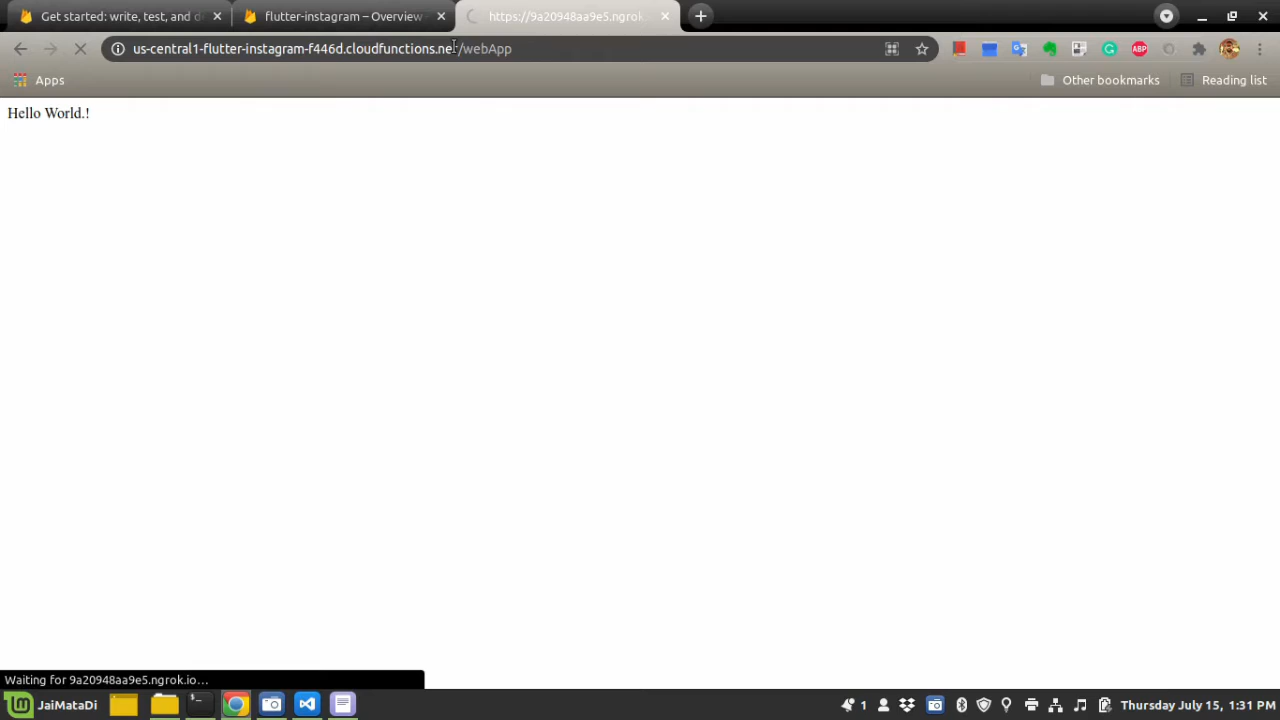 Get started: write, test, and d
flutter-instagram – Overview
https://9a20948aa9e5.ngrok.
us-central1-flutter-instagram-f446d.cloudfunctions.net/webApp
ABP
Apps
Other bookmarks
Reading list
Hello World.!
Waiting for 9a20948aa9e5.ngrok.io...
JaiMataDi
1
Thursday July 15, 1:31 PM